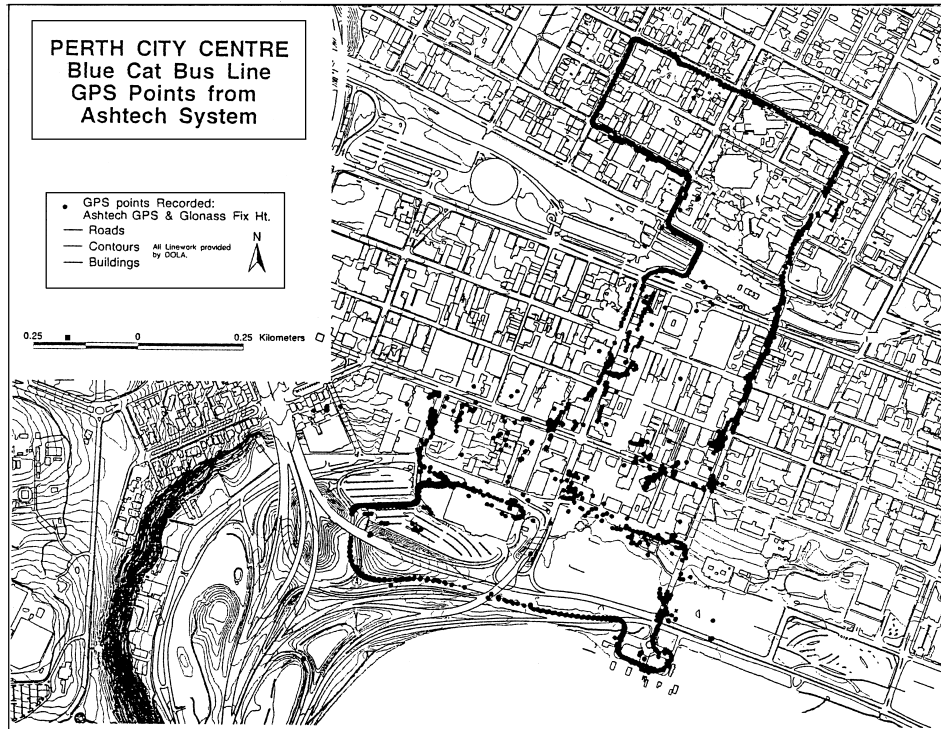 PERTH CITY CENTRE
Blue Cat Bus Line
GPS Points from
Ashtech System
GPS points Recorded:
Ashtech GPS & Glonass Fix Ht.
Roads
Contours
All Linework provided
by DOLA.
Buildings
N
0.25
0
0.25 Kilometers